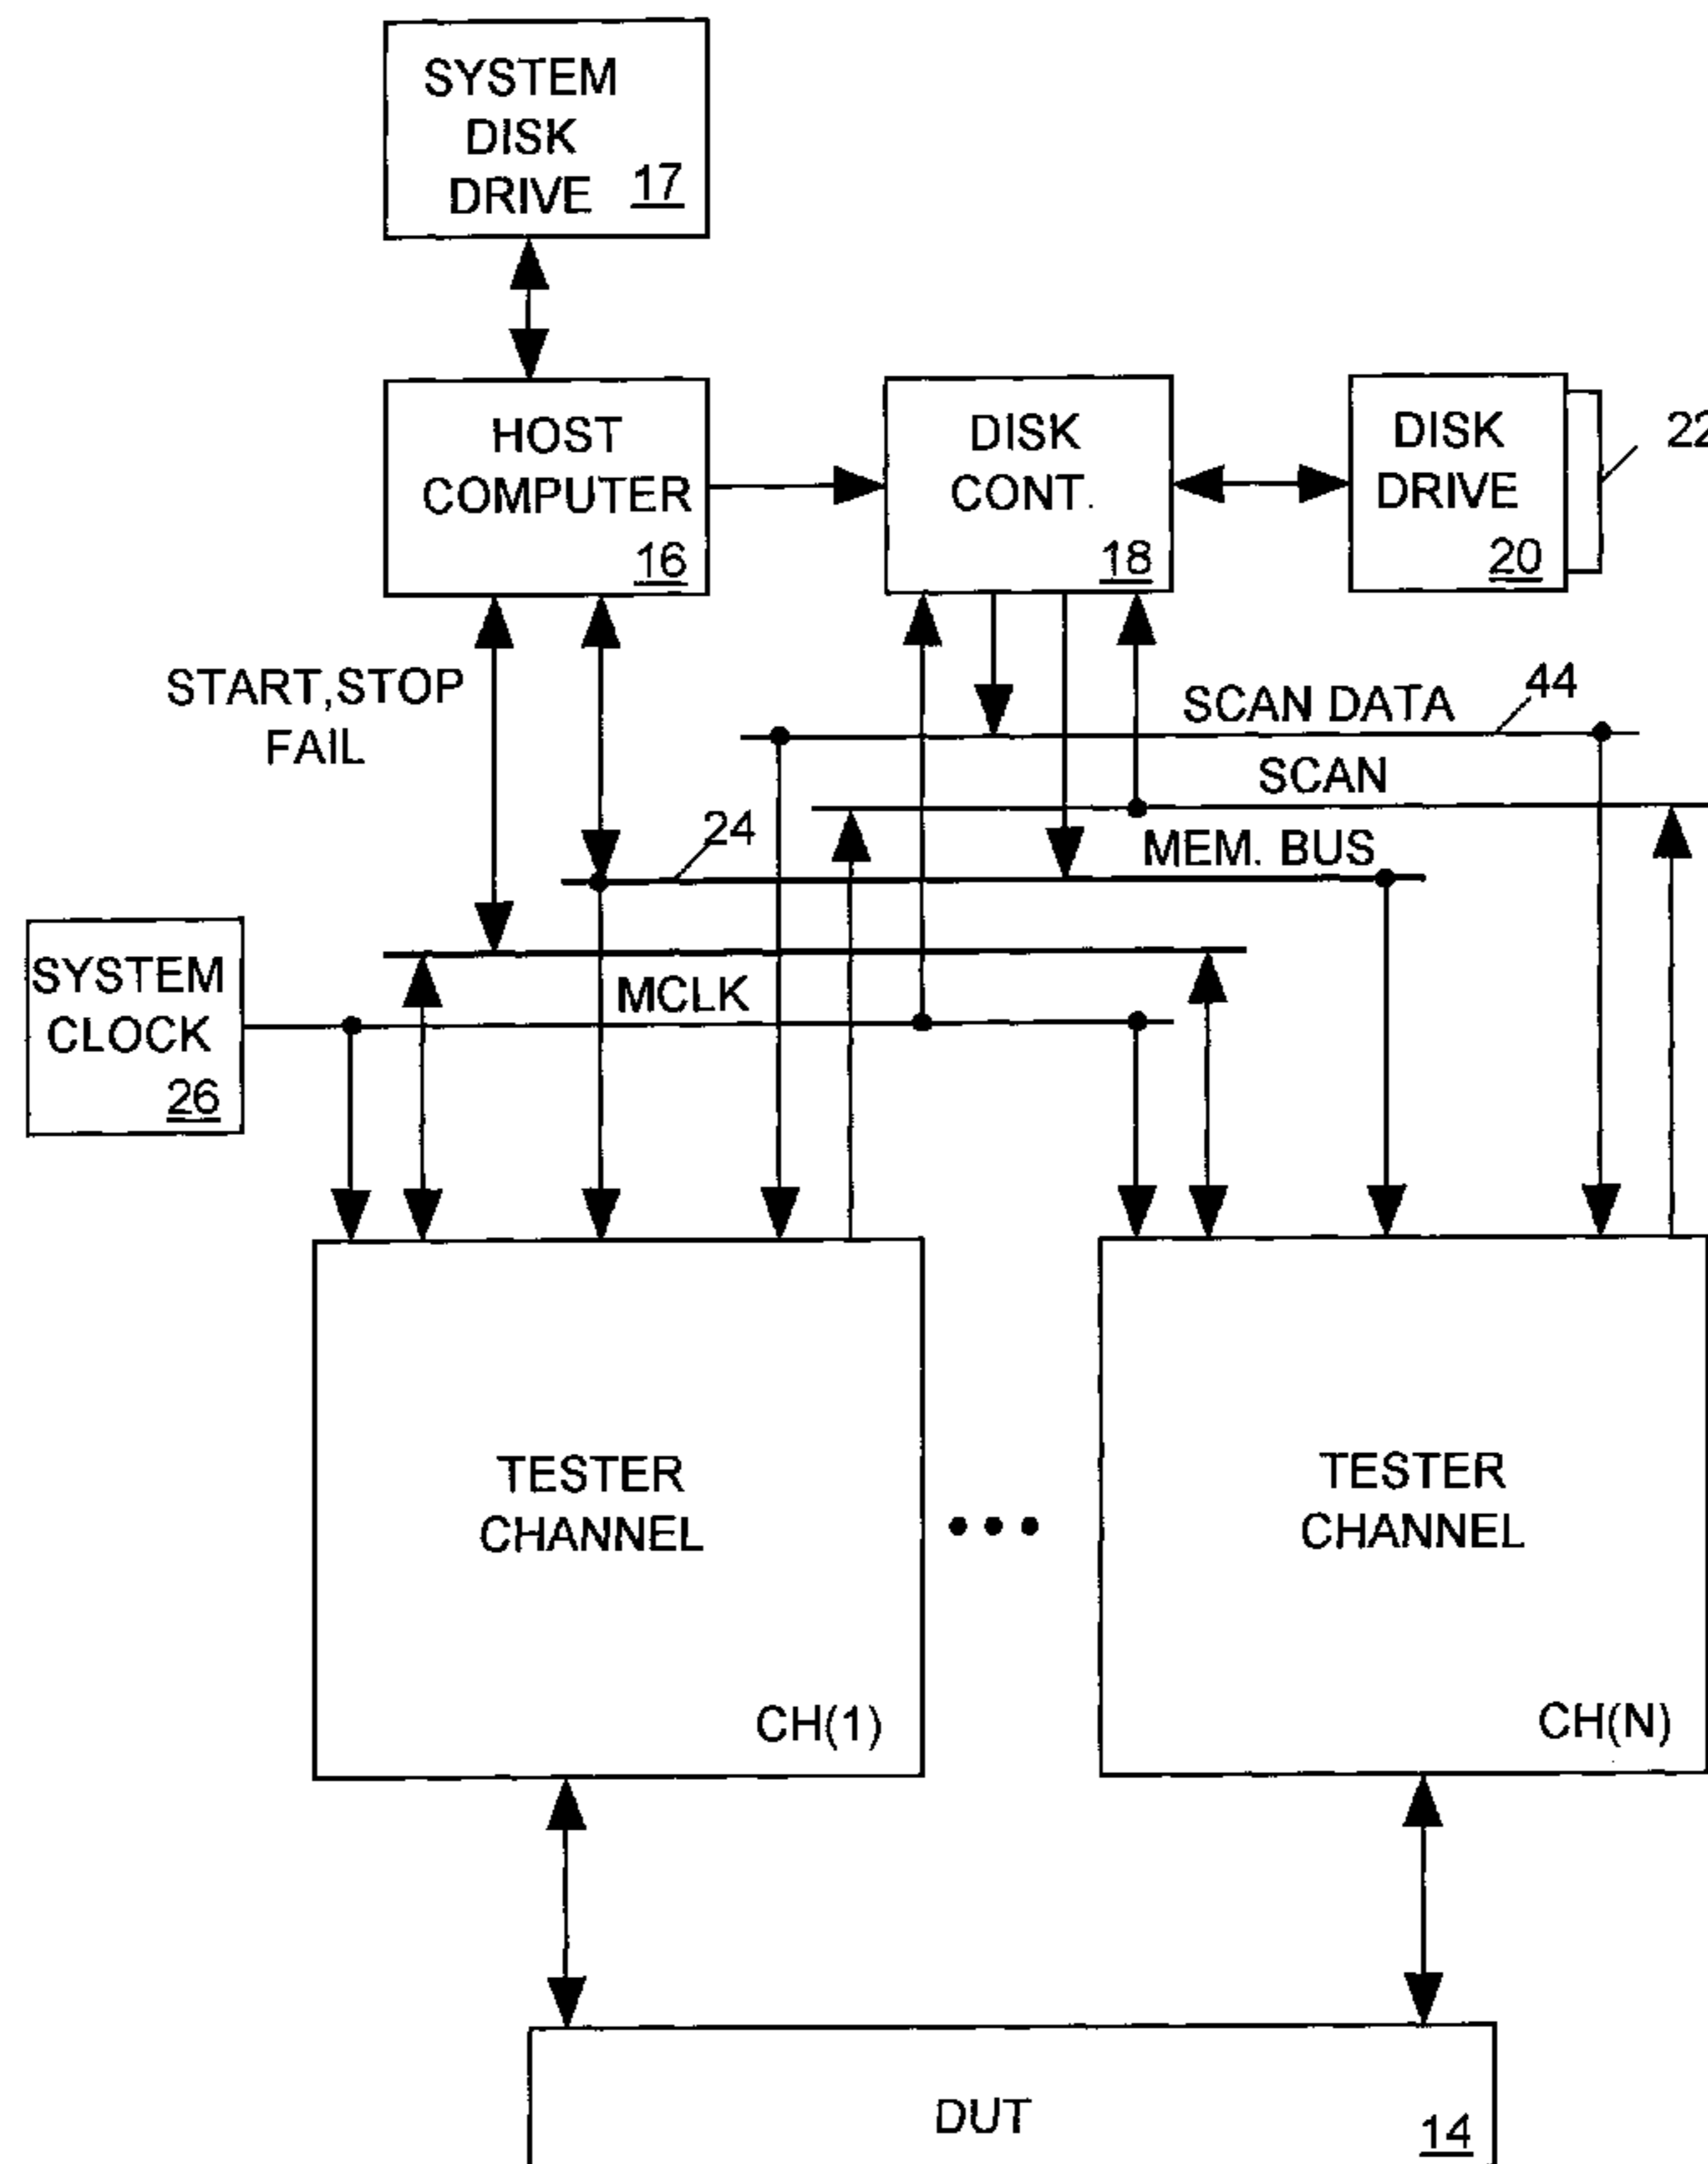 SYSTEM
DISK
DRIVE 17
HOST
COMPUTER
16
DISK
CONT.
18
DISK
DRIVE
20
22
START,STOP
FAIL
SCAN DATA
44
SCAN
24
MEM. BUS
SYSTEM
CLOCK
26
MCLK
TESTER
CHANNEL
CH(1)
TESTER
CHANNEL
CH(N)
DUT
14